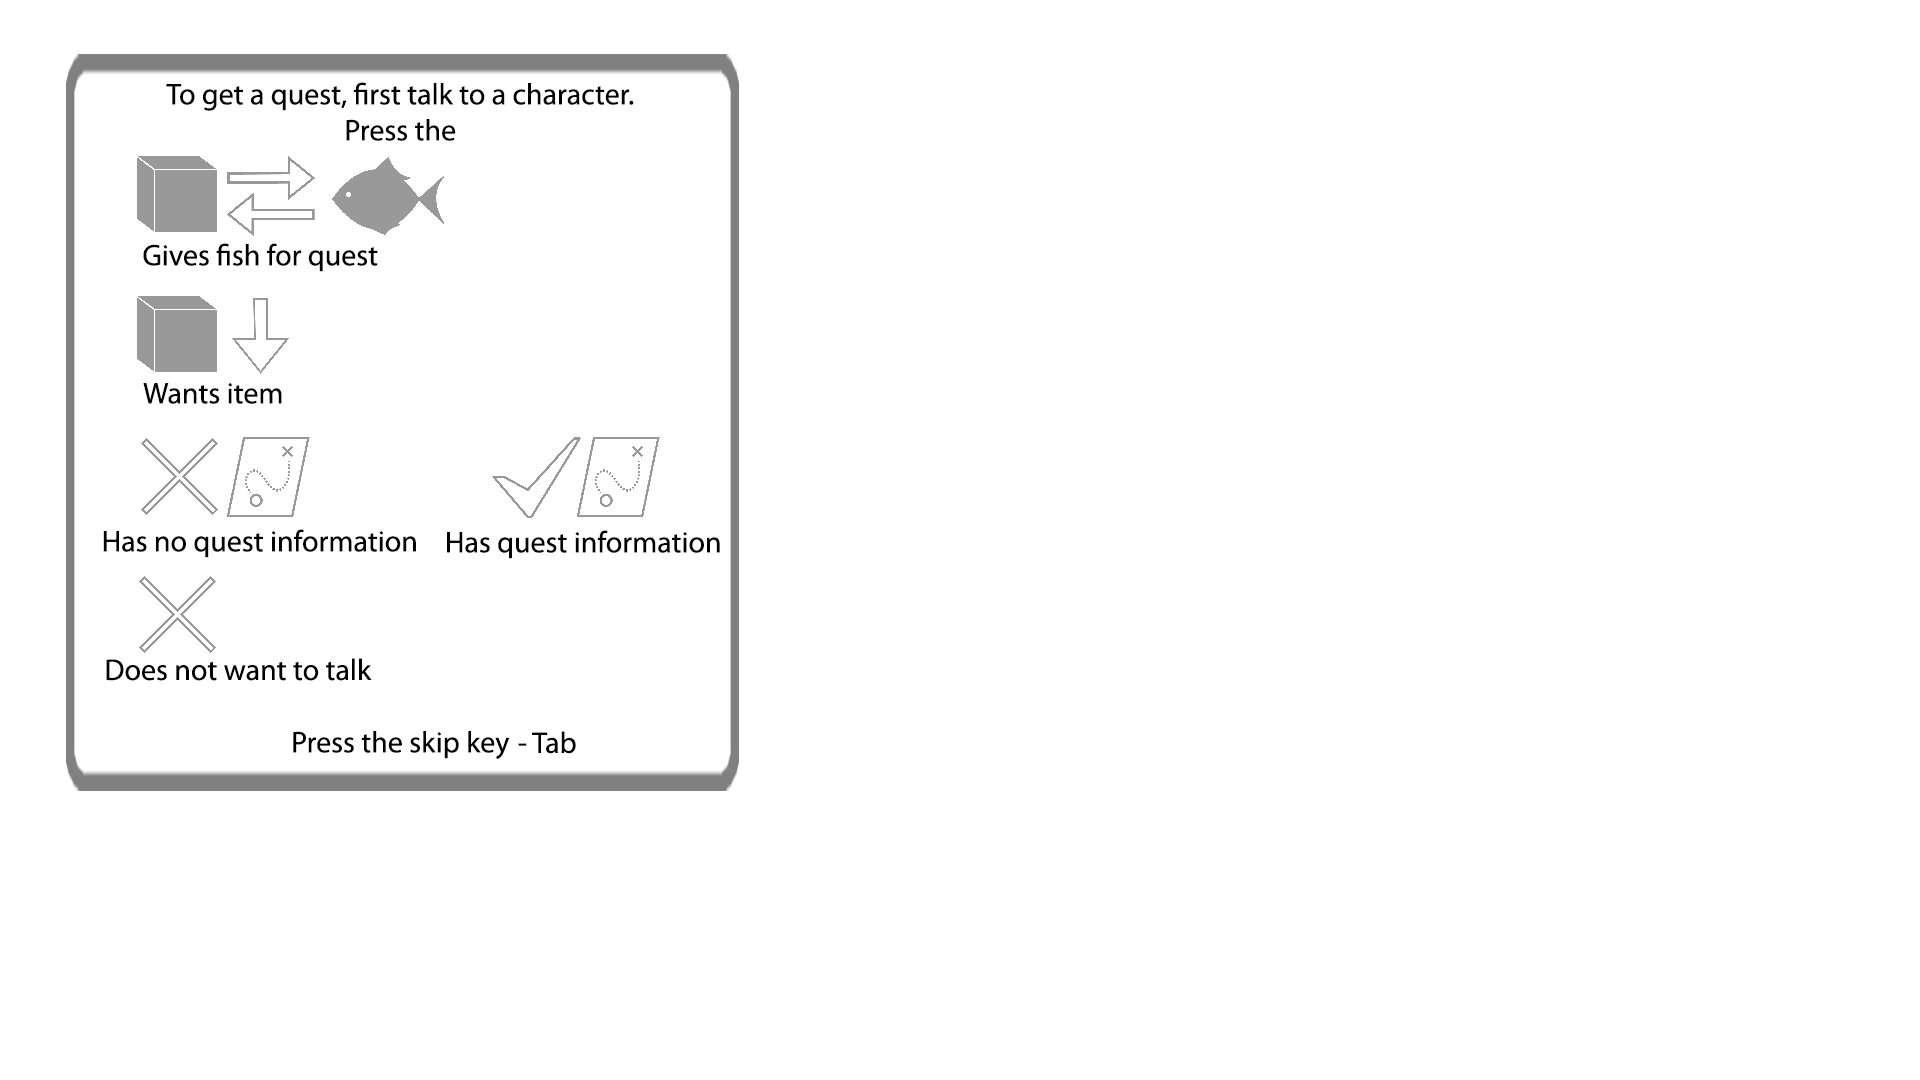 To get a quest, first talk to a character.
Press the
Gives fish for quest
Wants item
Has no quest information
Has quest information
Does not want to talk
Press the skip key - Tab